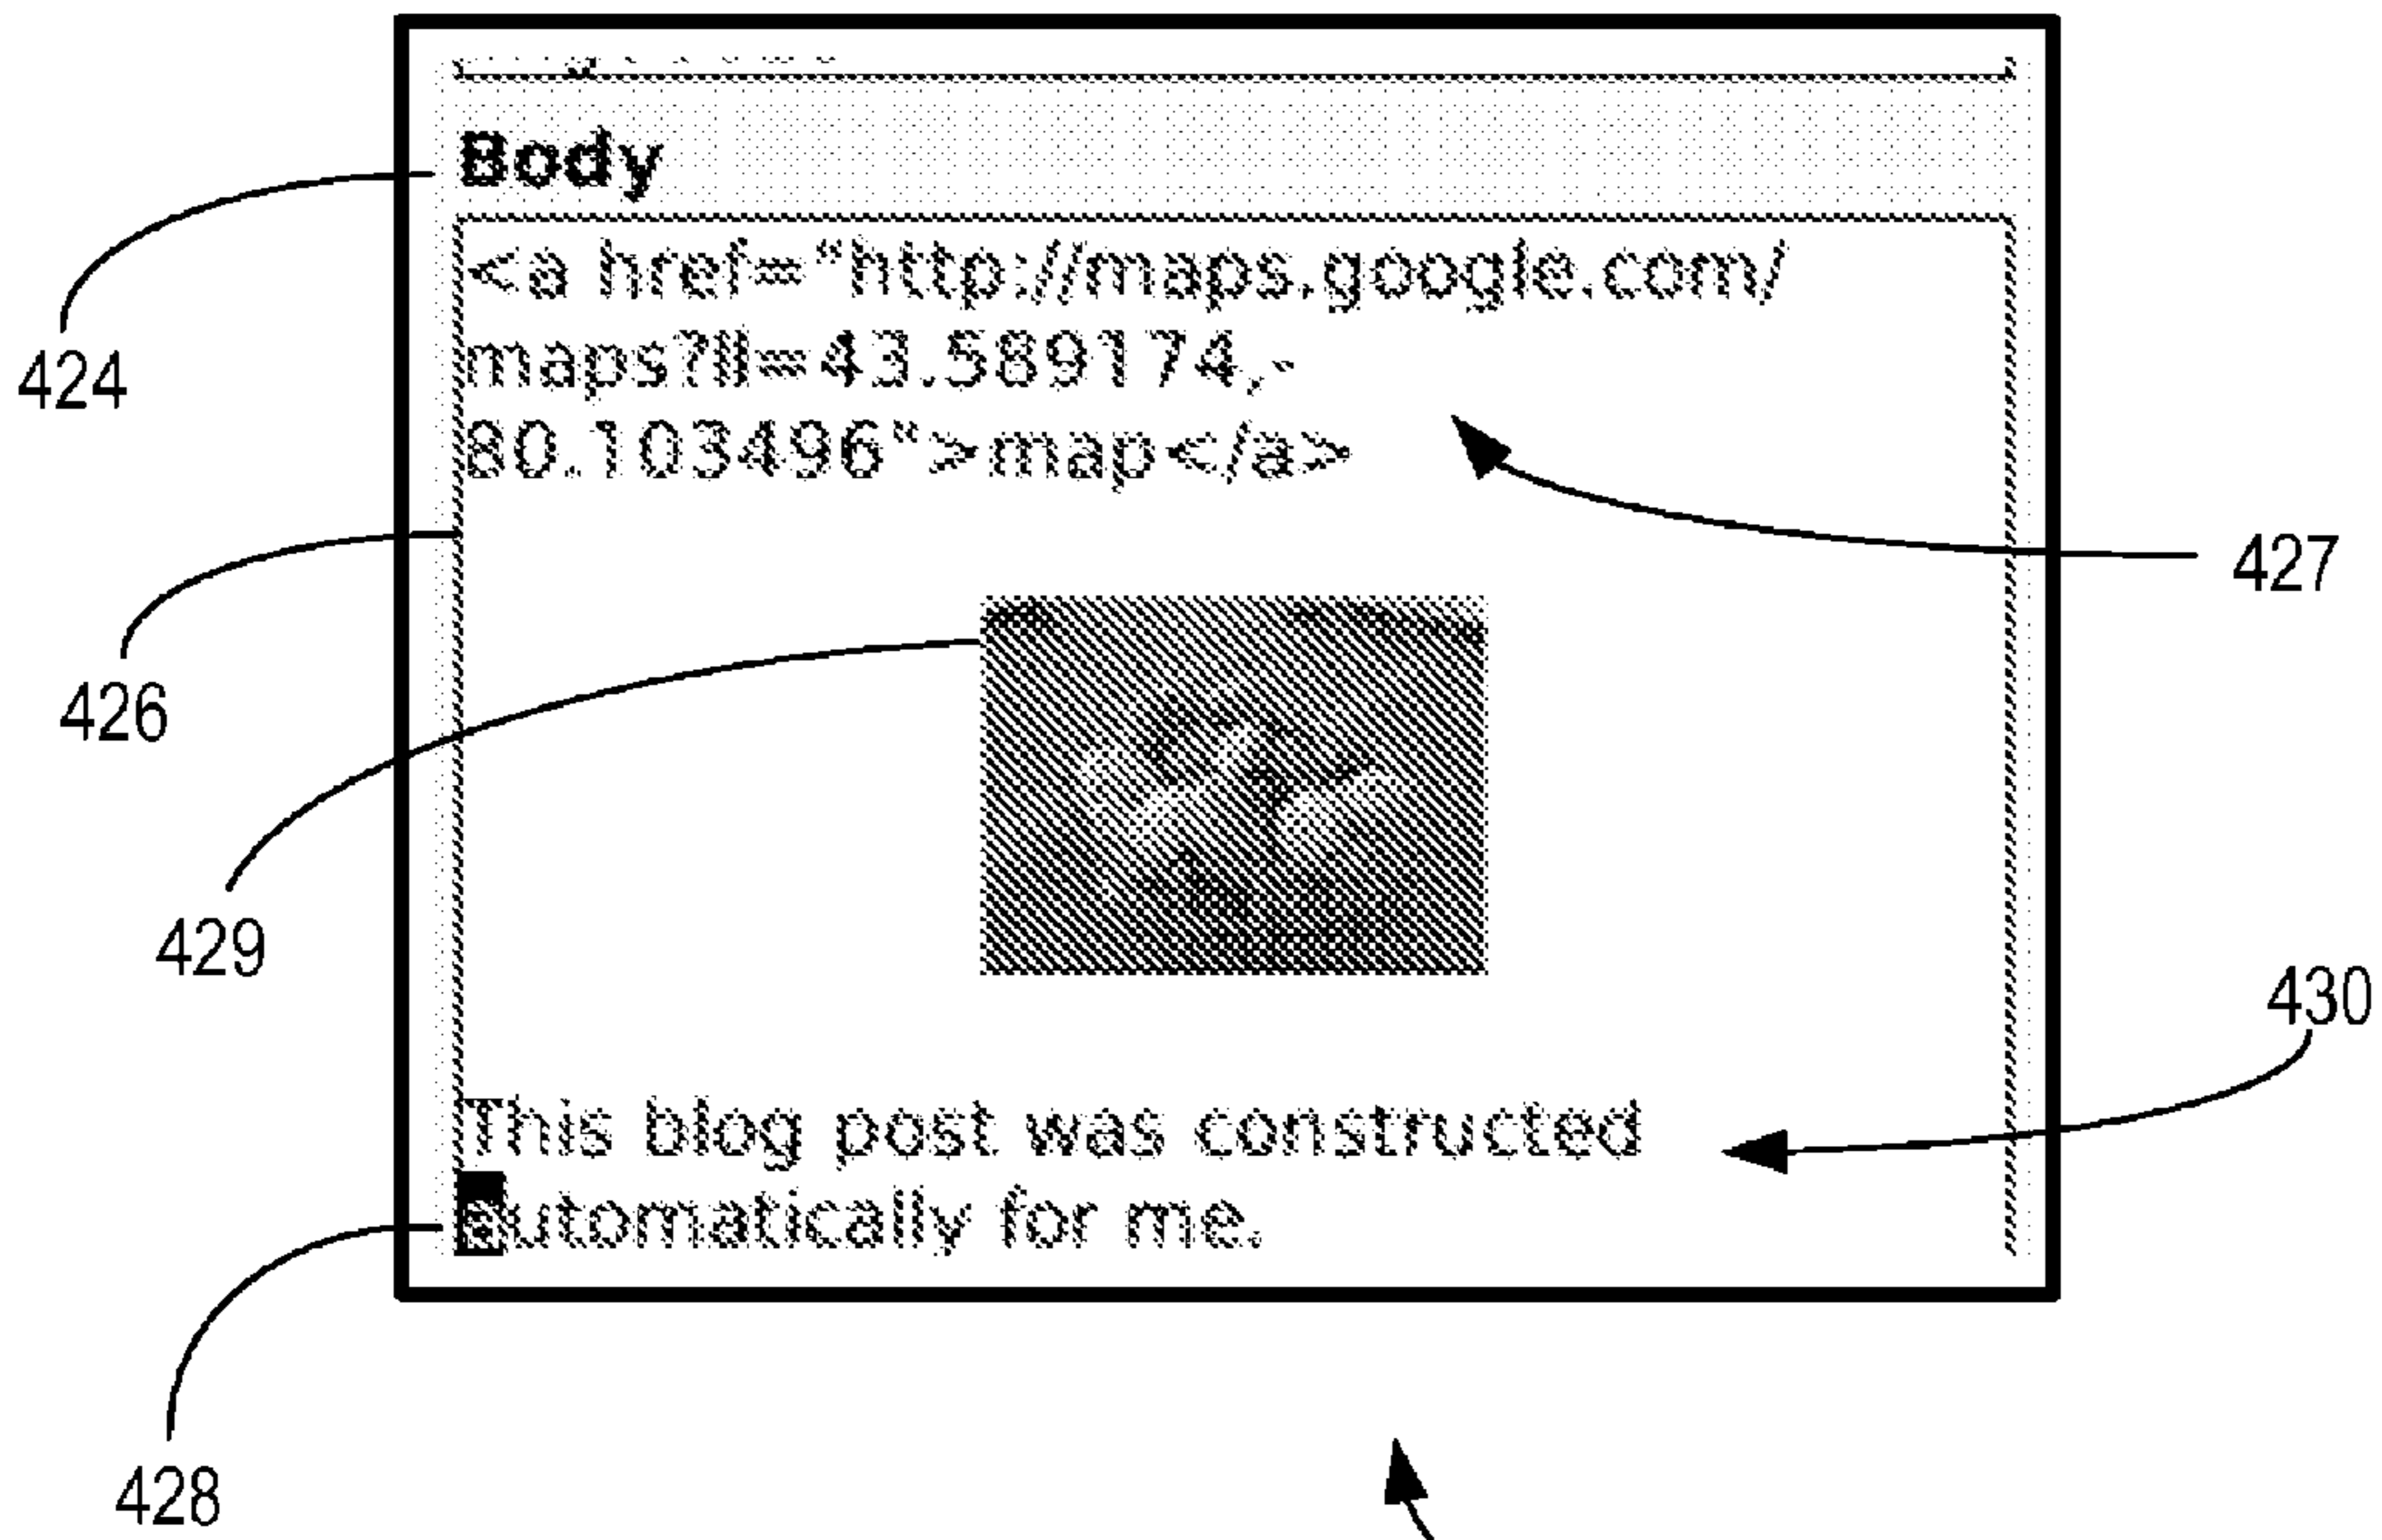 Body
<a href="http://maps.google.com/
maps?ll=43.589174,-
80.103496">map</a>
424
427
426
429
430
This blog post was constructed
automatically for me.
428